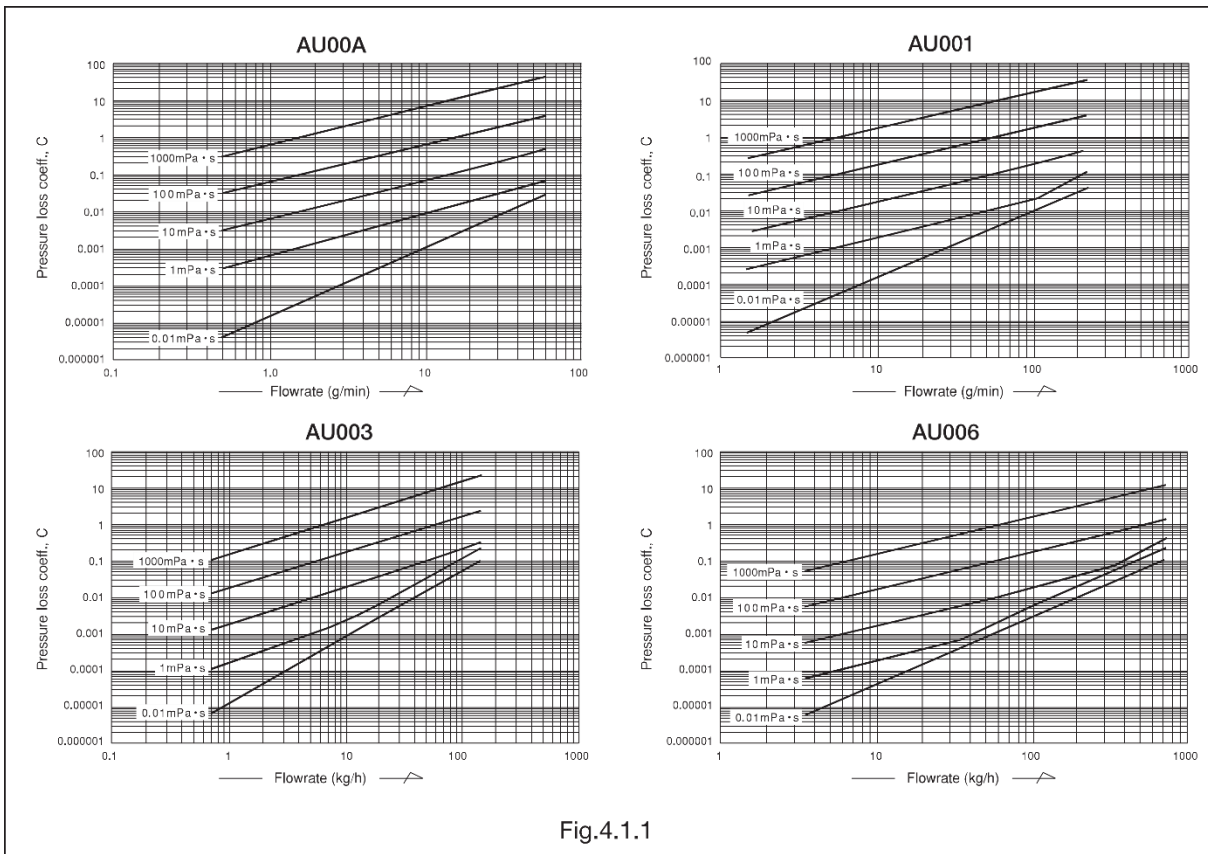 AU00A
100
10
1
0.1
0.01
0.001
0.0001
0.00001
0.000001
Pressure loss coeff., C
1000mPa・s
100mPa・s
10mPa・s
1mPa・s
0.01mPa・s
0.1
1.0
10
100
Flowrate (g/min)
AU001
100
10
1
0.1
0.01
0.001
0.0001
0.00001
0.000001
Pressure loss coeff., C
1000mPa・s
100mPa・s
10mPa・s
1mPa・s
0.01mPa・s
1
10
100
1000
Flowrate (g/min)
AU003
100
10
1
0.1
0.01
0.001
0.0001
0.00001
0.000001
Pressure loss coeff., C
1000mPa・s
100mPa・s
10mPa・s
1mPa・s
0.01mPa・s
0.1
1
10
100
1000
Flowrate (kg/h)
AU006
100
10
1
0.1
0.01
0.001
0.0001
0.00001
0.000001
Pressure loss coeff., C
1000mPa・s
100mPa・s
10mPa・s
1mPa・s
0.01mPa・s
1
10
100
1000
Flowrate (kg/h)
Fig.4.1.1